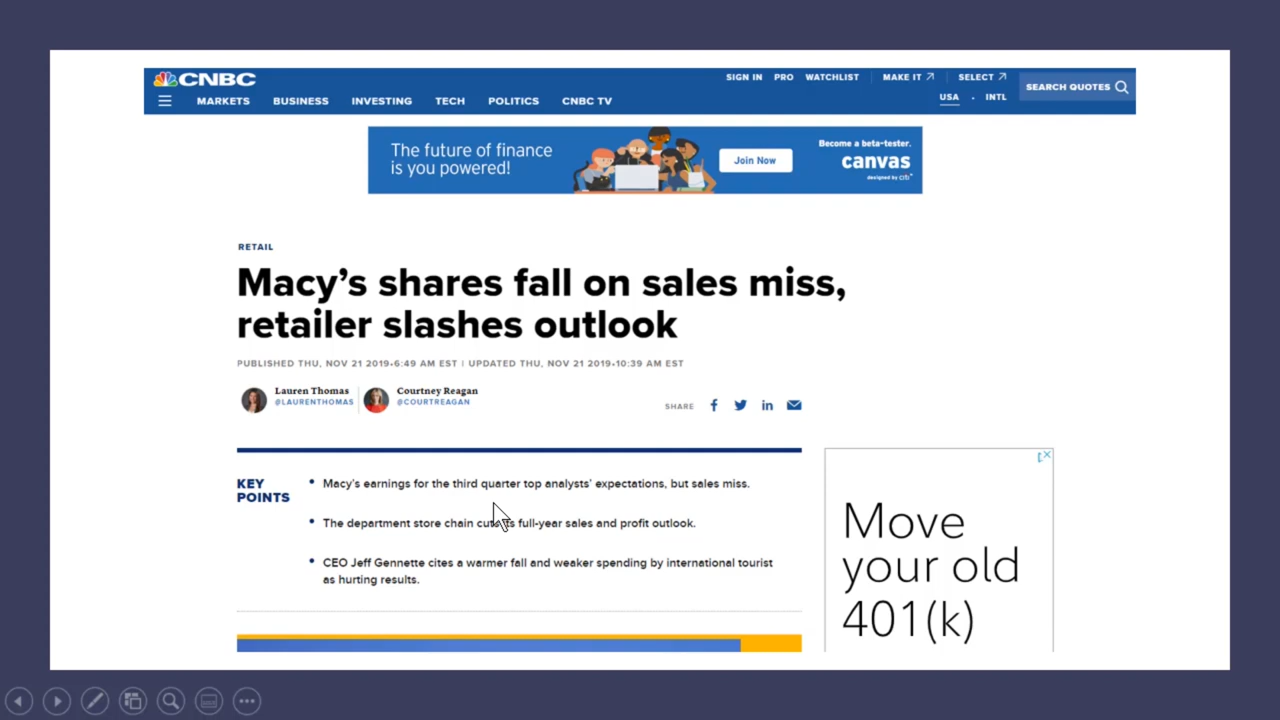 CNBC
SIGN IN PRO WATCHLIST MAKE IT SELECT
USA • INTL
SEARCH QUOTES
MARKETS BUSINESS INVESTING TECH POLITICS CNBC TV
The future of finance
is you powered!
Join Now
Become a beta-tester.
canvas
designed by citi
RETAIL
Macy's shares fall on sales miss,
retailer slashes outlook
PUBLISHED THU, NOV 21 2019•6:49 AM EST | UPDATED THU, NOV 21 2019•10:39 AM EST
Lauren Thomas
@LAURENTHOMAS
Courtney Reagan
@COURTREAGAN
SHARE
KEY
POINTS
• Macy's earnings for the third quarter top analysts' expectations, but sales miss.
• The department store chain cuts its full-year sales and profit outlook.
• CEO Jeff Gennette cites a warmer fall and weaker spending by international tourist
as hurting results.
Move
your old
401(k)